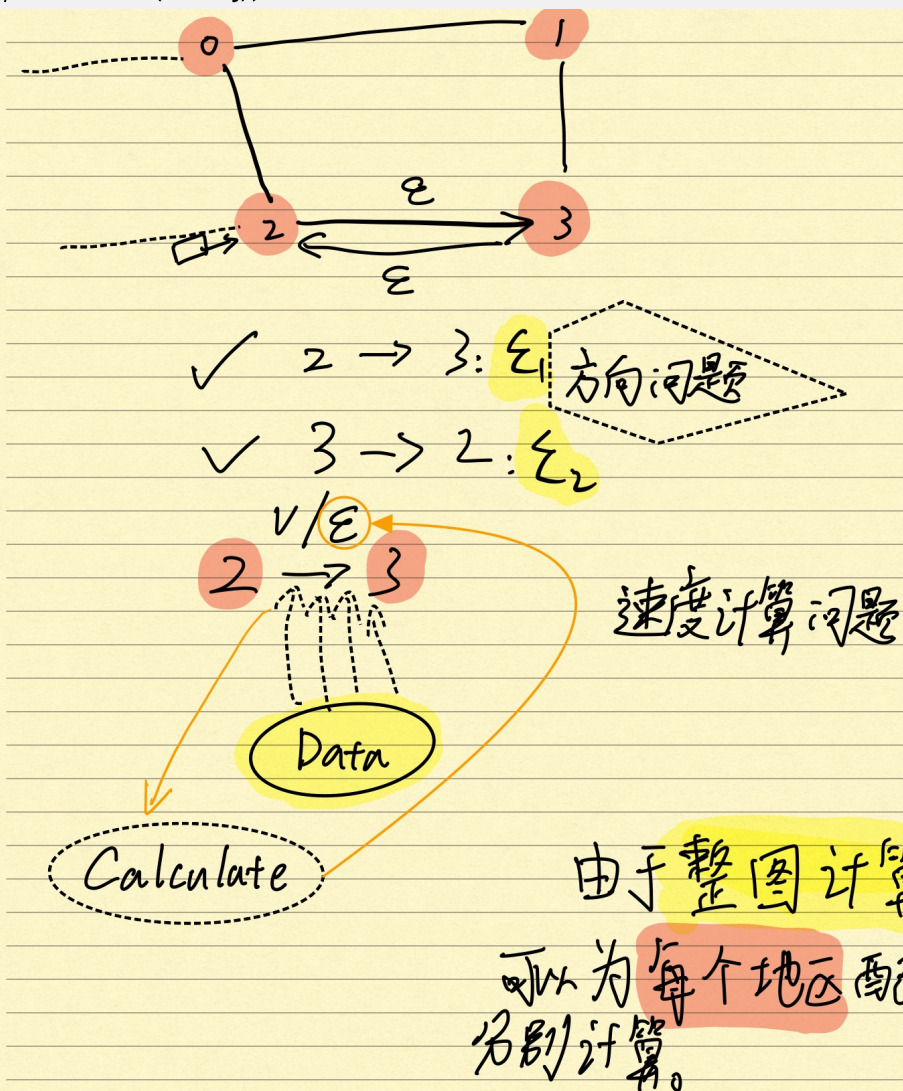 0
1
ε
2
3
ε
✓ 2 → 3: ε₁ 方向问题
✓ 3 → 2: ε₂
V/ε
2 → 3
速度计算问题
Data
Calculate
由于整图计算
可以为每个地区配
分别计算。